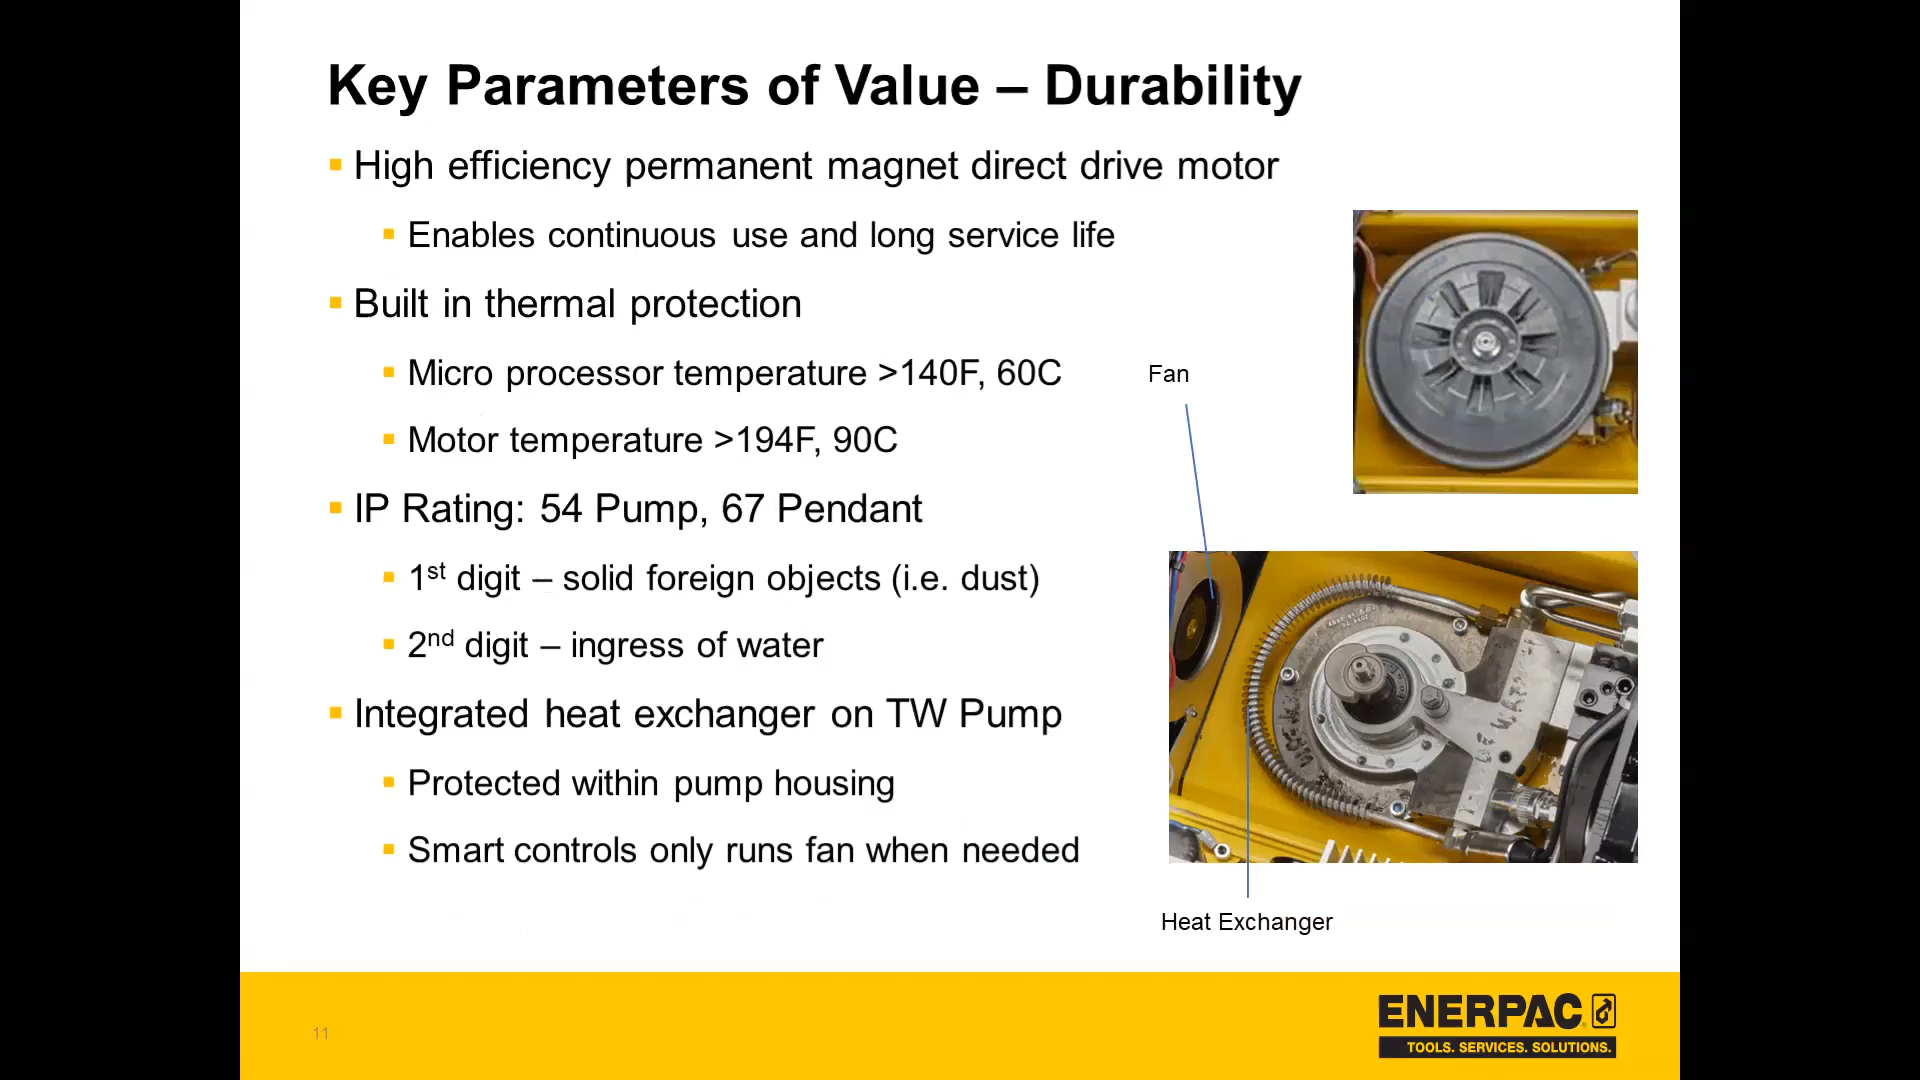 Key Parameters of Value – Durability
High efficiency permanent magnet direct drive motor
Enables continuous use and long service life
Built in thermal protection
Micro processor temperature >140F, 60C
Motor temperature >194F, 90C
IP Rating: 54 Pump, 67 Pendant
1st digit – solid foreign objects (i.e. dust)
2nd digit – ingress of water
Integrated heat exchanger on TW Pump
Protected within pump housing
Smart controls only runs fan when needed
Fan
Heat Exchanger
11
ENERPAC
TOOLS. SERVICES. SOLUTIONS.